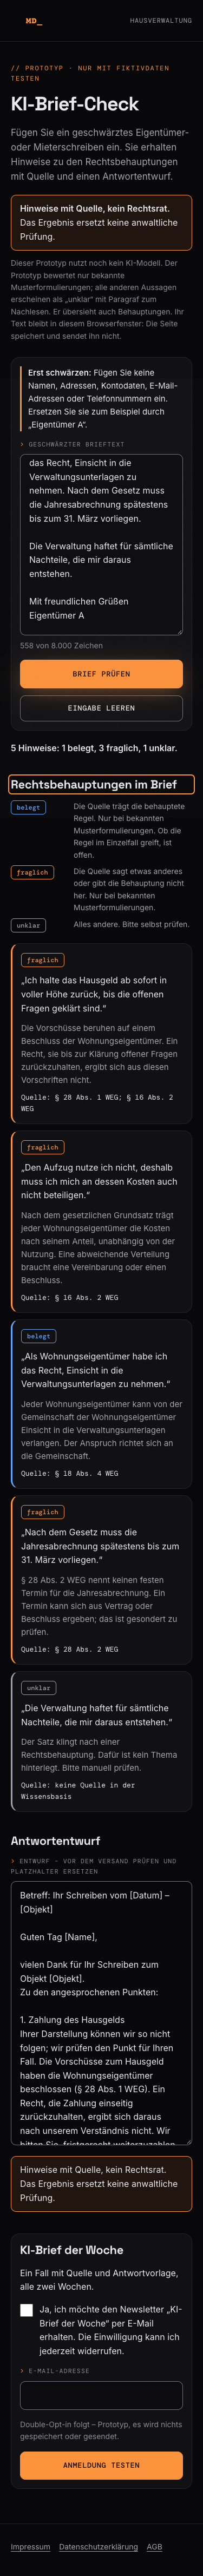 MD_
HAUSVERWALTUNG
// PROTOTYP · NUR MIT FIKTIVDATEN
TESTEN
KI-Brief-Check
Fügen Sie ein geschwärztes Eigentümer-
oder Mieterschreiben ein. Sie erhalten
Hinweise zu den Rechtsbehauptungen
mit Quelle und einen Antwortentwurf.
Hinweise mit Quelle, kein Rechtsrat.
Das Ergebnis ersetzt keine anwaltliche
Prüfung.
Dieser Prototyp nutzt noch kein KI-Modell. Der
Prototyp bewertet nur bekannte
Musterformulierungen; alle anderen Aussagen
erscheinen als „unklar“ mit Paragraf zum
Nachlesen. Er übersieht auch Behauptungen. Ihr
Text bleibt in diesem Browserfenster: Die Seite
speichert und sendet ihn nicht.
Erst schwärzen: Fügen Sie keine
Namen, Adressen, Kontodaten, E-Mail-
Adressen oder Telefonnummern ein.
Ersetzen Sie sie zum Beispiel durch
„Eigentümer A“.
› GESCHWÄRZTER BRIEFTEXT
das Recht, Einsicht in die
Verwaltungsunterlagen zu
nehmen. Nach dem Gesetz muss
die Jahresabrechnung spätestens
bis zum 31. März vorliegen.
Die Verwaltung haftet für sämtliche
Nachteile, die mir daraus
entstehen.
Mit freundlichen Grüßen
Eigentümer A
558 von 8.000 Zeichen
BRIEF PRÜFEN
EINGABE LEEREN
5 Hinweise: 1 belegt, 3 fraglich, 1 unklar.
Rechtsbehauptungen im Brief
belegt
Die Quelle trägt die behauptete
Regel. Nur bei bekannten
Musterformulierungen. Ob die
Regel im Einzelfall greift, ist
offen.
fraglich
Die Quelle sagt etwas anderes
oder gibt die Behauptung nicht
her. Nur bei bekannten
Musterformulierungen.
unklar
Alles andere. Bitte selbst prüfen.
fraglich
„Ich halte das Hausgeld ab sofort in
voller Höhe zurück, bis die offenen
Fragen geklärt sind.“
Die Vorschüsse beruhen auf einem
Beschluss der Wohnungseigentümer. Ein
Recht, sie bis zur Klärung offener Fragen
zurückzuhalten, ergibt sich aus diesen
Vorschriften nicht.
Quelle: § 28 Abs. 1 WEG; § 16 Abs. 2
WEG
fraglich
„Den Aufzug nutze ich nicht, deshalb
muss ich mich an dessen Kosten auch
nicht beteiligen.“
Nach dem gesetzlichen Grundsatz trägt
jeder Wohnungseigentümer die Kosten
nach seinem Anteil, unabhängig von der
Nutzung. Eine abweichende Verteilung
braucht eine Vereinbarung oder einen
Beschluss.
Quelle: § 16 Abs. 2 WEG
belegt
„Als Wohnungseigentümer habe ich
das Recht, Einsicht in die
Verwaltungsunterlagen zu nehmen.“
Jeder Wohnungseigentümer kann von der
Gemeinschaft der Wohnungseigentümer
Einsicht in die Verwaltungsunterlagen
verlangen. Der Anspruch richtet sich an
die Gemeinschaft.
Quelle: § 18 Abs. 4 WEG
fraglich
„Nach dem Gesetz muss die
Jahresabrechnung spätestens bis zum
31. März vorliegen.“
§ 28 Abs. 2 WEG nennt keinen festen
Termin für die Jahresabrechnung. Ein
Termin kann sich aus Vertrag oder
Beschluss ergeben; das ist gesondert zu
prüfen.
Quelle: § 28 Abs. 2 WEG
unklar
„Die Verwaltung haftet für sämtliche
Nachteile, die mir daraus entstehen.“
Der Satz klingt nach einer
Rechtsbehauptung. Dafür ist kein Thema
hinterlegt. Bitte manuell prüfen.
Quelle: keine Quelle in der
Wissensbasis
Antwortentwurf
› ENTWURF – VOR DEM VERSAND PRÜFEN UND
PLATZHALTER ERSETZEN
Betreff: Ihr Schreiben vom [Datum] –
[Objekt]
Guten Tag [Name],
vielen Dank für Ihr Schreiben zum
Objekt [Objekt].
Zu den angesprochenen Punkten:
1. Zahlung des Hausgelds
Ihrer Darstellung können wir so nicht
folgen; wir prüfen den Punkt für Ihren
Fall. Die Vorschüsse zum Hausgeld
haben die Wohnungseigentümer
beschlossen (§ 28 Abs. 1 WEG). Ein
Recht, die Zahlung einseitig
zurückzuhalten, ergibt sich daraus
nach unserem Verständnis nicht. Wir
bitten Sie, fristgerecht weiterzuzahlen
Hinweise mit Quelle, kein Rechtsrat.
Das Ergebnis ersetzt keine anwaltliche
Prüfung.
KI-Brief der Woche
Ein Fall mit Quelle und Antwortvorlage,
alle zwei Wochen.
Ja, ich möchte den Newsletter „KI-
Brief der Woche“ per E-Mail
erhalten. Die Einwilligung kann ich
jederzeit widerrufen.
› E-MAIL-ADRESSE
Double-Opt-in folgt – Prototyp, es wird nichts
gespeichert oder gesendet.
ANMELDUNG TESTEN
Impressum Datenschutzerklärung AGB